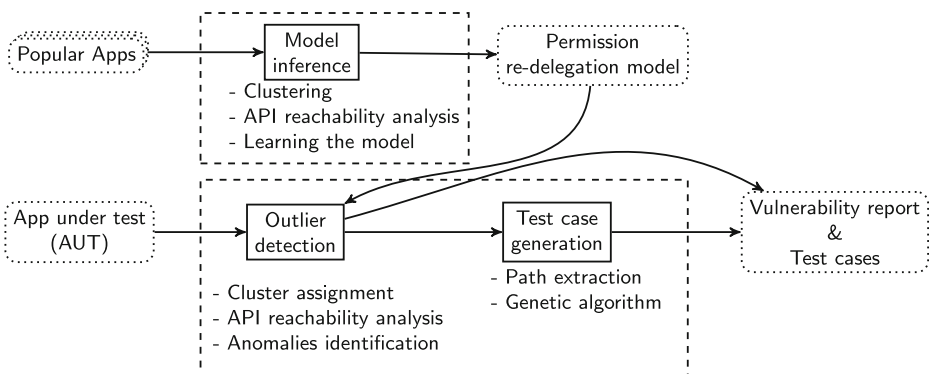 Popular Apps
Model
inference
- Clustering
- API reachability analysis
- Learning the model
Permission
re-delegation model
App under test
(AUT)
Outlier
detection
- Cluster assignment
- API reachability analysis
- Anomalies identification
Test case
generation
- Path extraction
- Genetic algorithm
Vulnerability report
&
Test cases